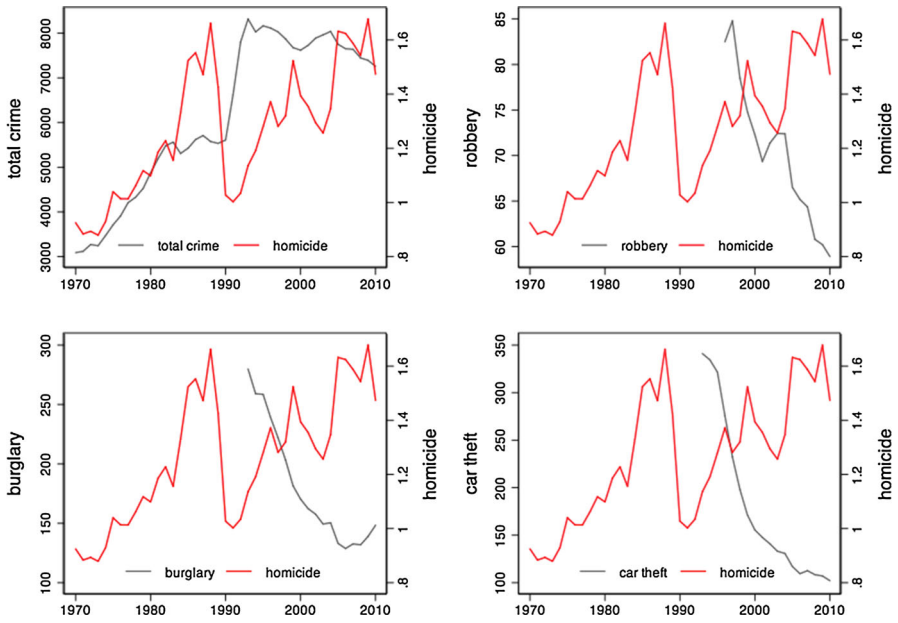 8000
7000
6000
5000
4000
3000
total crime
1.6
1.4
1.2
1
.8
homicide
total crime homicide
1970 1980 1990 2000 2010
85
80
75
70
65
60
robbery
1.6
1.4
1.2
1
.8
homicide
robbery homicide
1970 1980 1990 2000 2010
300
250
200
150
100
burglary
1.6
1.4
1.2
1
.8
homicide
burglary homicide
1970 1980 1990 2000 2010
350
300
250
200
150
100
car theft
1.6
1.4
1.2
1
.8
homicide
car theft homicide
1970 1980 1990 2000 2010